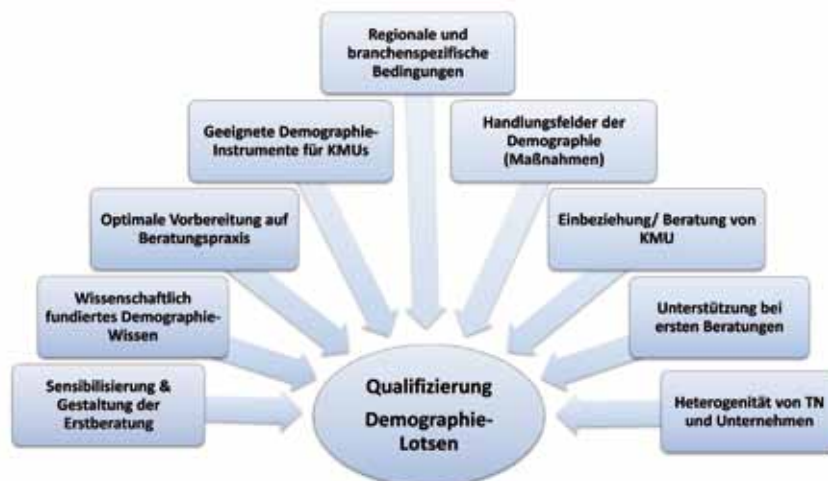 Regionale und
branchenspezifische
Bedingungen
Geeignete Demographie-
Instrumente für KMUs
Handlungsfelder der
Demographie
(Maßnahmen)
Optimale Vorbereitung auf
Beratungspraxis
Einbeziehung/ Beratung von
KMU
Wissenschaftlich
fundiertes Demographie-
Wissen
Unterstützung bei
ersten Beratungen
Sensibilisierung &
Gestaltung der
Erstberatung
Qualifizierung
Demographie-
Lotsen
Heterogenität von TN
und Unternehmen